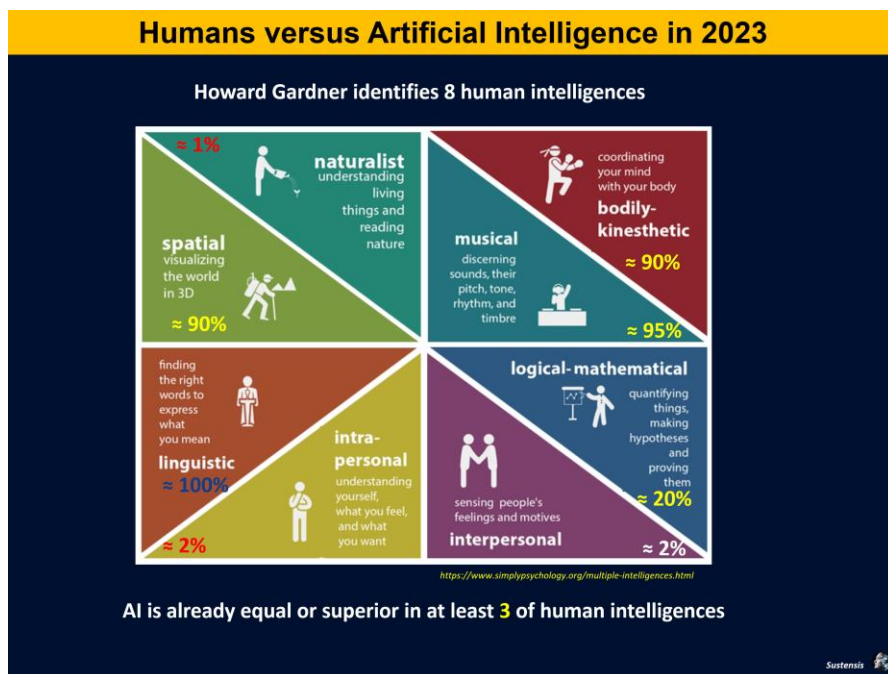 Humans versus Artificial Intelligence in 2023
Howard Gardner identifies 8 human intelligences
≈ 1%
naturalist
understanding
living
things and
reading
nature
spatial
visualizing
the world
in 3D
≈ 90%
coordinating
your mind
with your body
bodily-
kinesthetic
≈ 90%
musical
discerning
sounds, their
pitch, tone,
rhythm, and
timbre
≈ 95%
finding
the right
words to
express
what
you mean
linguistic
≈ 100%
intra-
personal
understanding
yourself,
what you feel,
and what
you want
≈ 2%
logical-mathematical
quantifying
things,
making
hypotheses
and
proving
them
≈ 20%
sensing people's
feelings and motives
interpersonal
≈ 2%
https://www.simplypsychology.org/multiple-intelligences.html
AI is already equal or superior in at least 3 of human intelligences
Sustensis